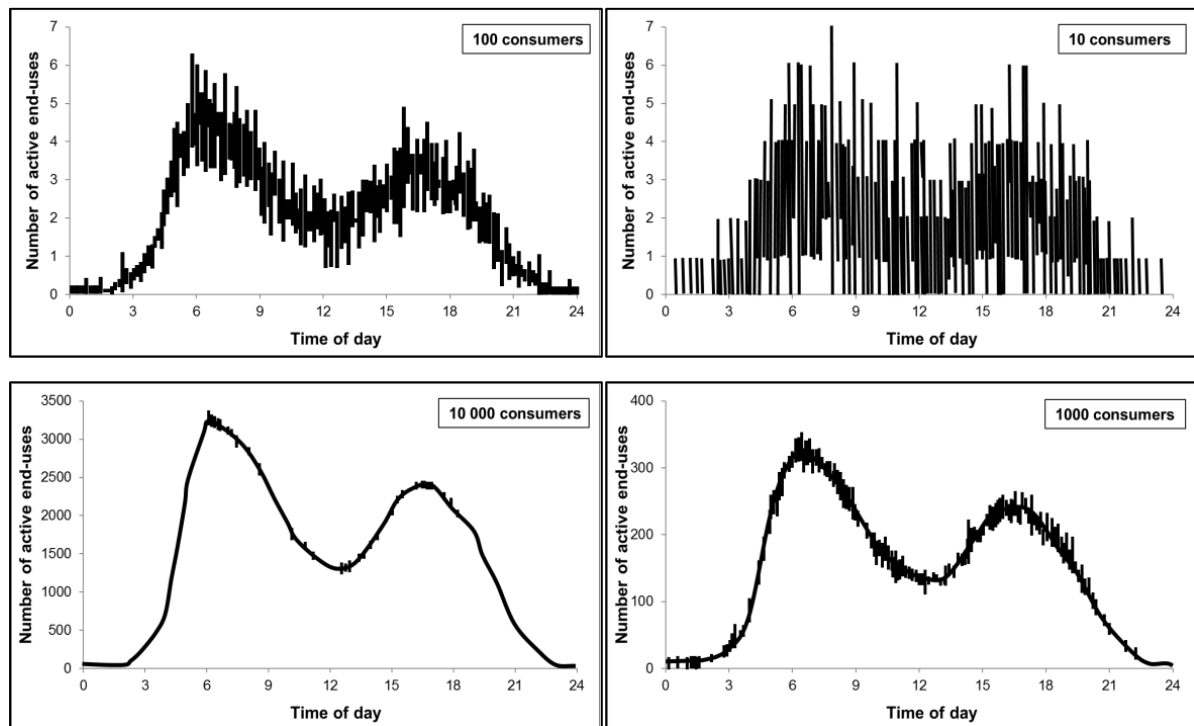 100 consumers
Number of active end-uses
7
6
5
4
3
2
1
0
0 3 6 9 12 15 18 21 24
Time of day
10 consumers
Number of active end-uses
7
6
5
4
3
2
1
0
0 3 6 9 12 15 18 21 24
Time of day
10 000 consumers
Number of active end-uses
3500
3000
2500
2000
1500
1000
500
0
0 3 6 9 12 15 18 21 24
Time of day
1000 consumers
Number of active end-uses
400
300
200
100
0
0 3 6 9 12 15 18 21 24
Time of day